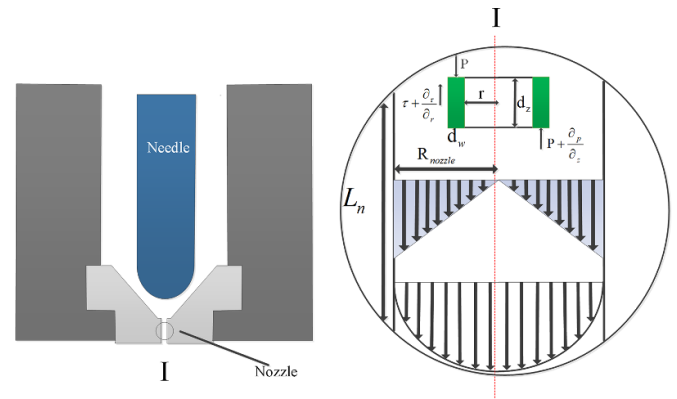 Needle
I
Nozzle
I
P
τ + ∂τ/∂r
r
dz
dw
P + ∂p/∂z
Rnozzle
Ln